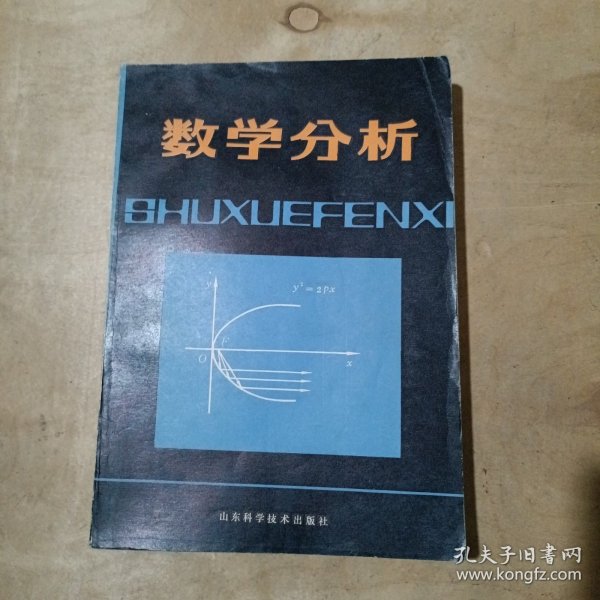 数学分析
SHUXUEFENXI
y
y² = 2px
F
O
x
山东科学技术出版社
孔夫子旧书网
www.kongfz.com